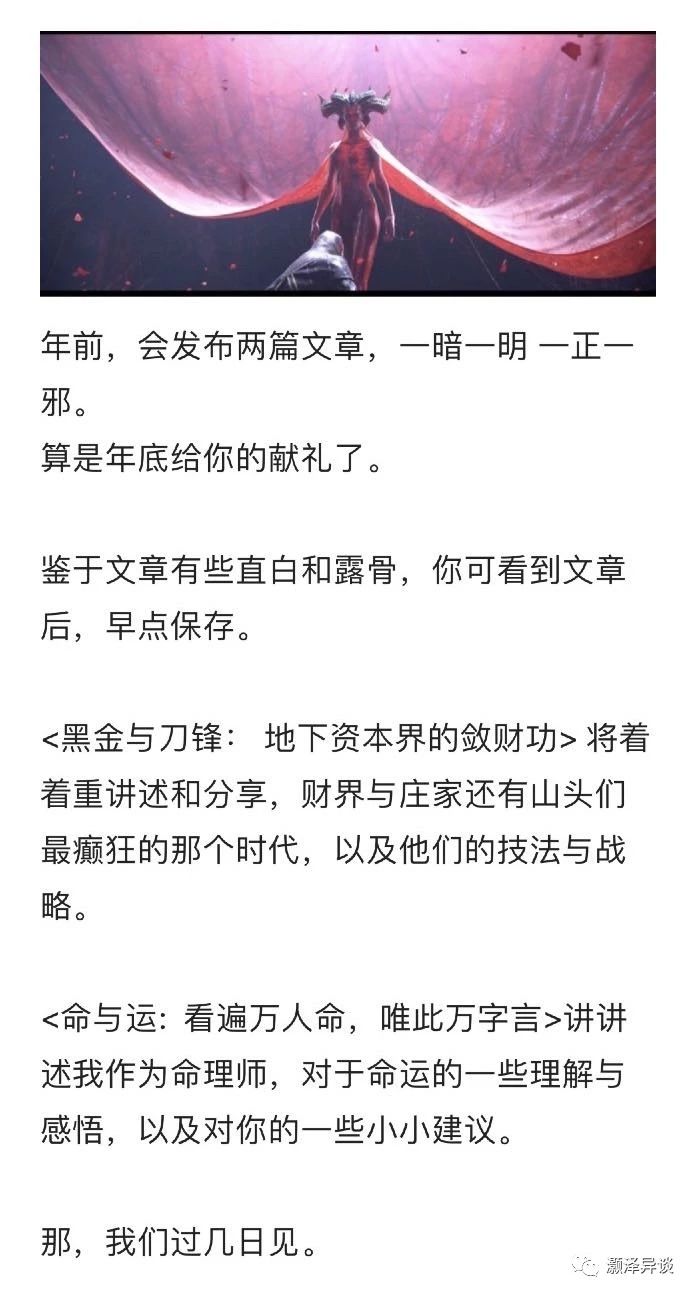 年前，会发布两篇文章，一暗一明 一正一
邪。
算是年底给你的献礼了。
鉴于文章有些直白和露骨，你可看到文章
后，早点保存。
<黑金与刀锋： 地下资本界的敛财功> 将着
着重讲述和分享，财界与庄家还有山头们
最癫狂的那个时代，以及他们的技法与战
略。
<命与运: 看遍万人命，唯此万字言>讲讲
述我作为命理师，对于命运的一些理解与
感悟，以及对你的一些小小建议。
那，我们过几日见。
灏泽异谈